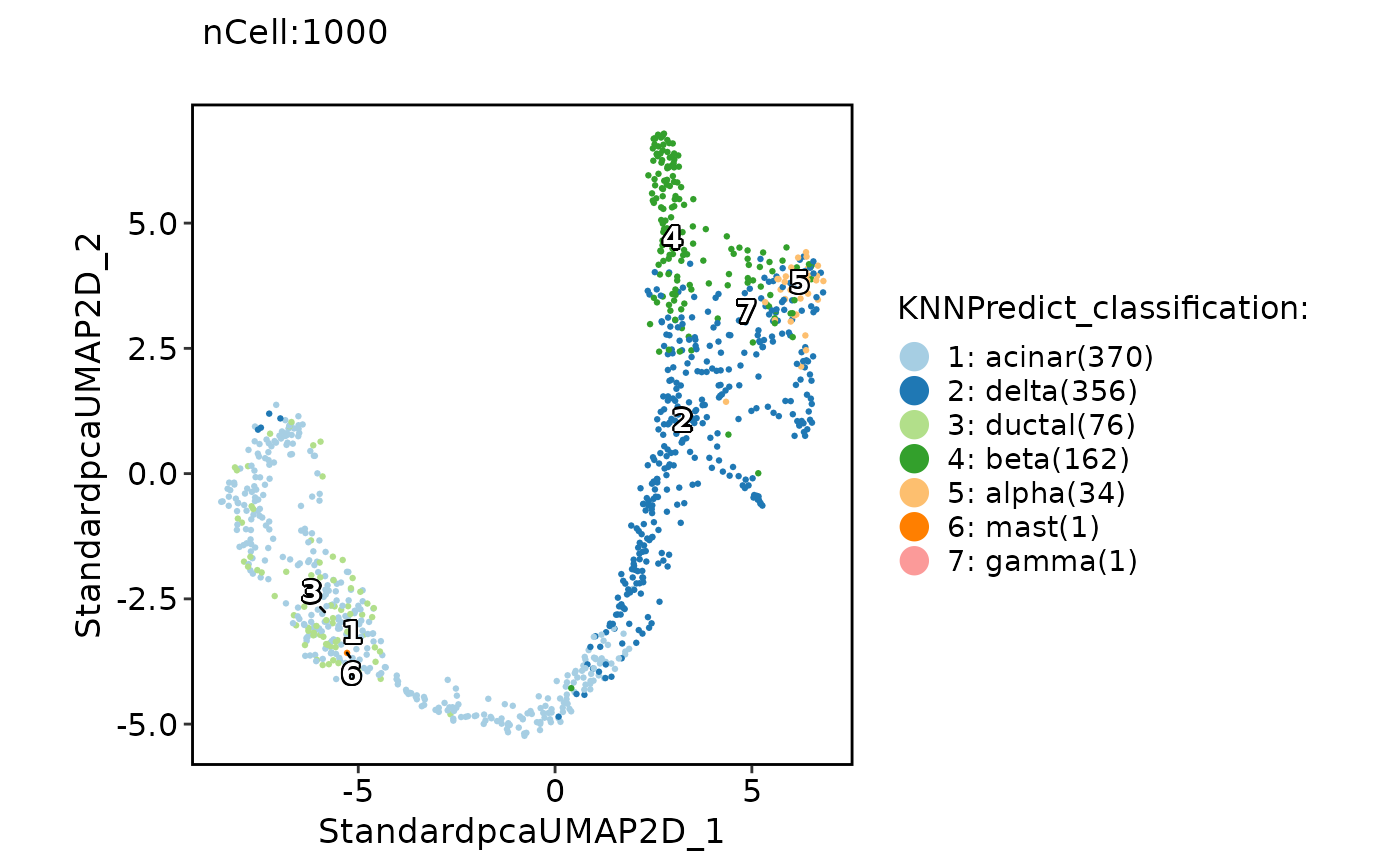 nCell:1000
StandardpcaUMAP2D_2
5.0
2.5
0.0
-2.5
-5.0
4
5
7
2
3
1
6
-5
0
5
StandardpcaUMAP2D_1
KNNPredict_classification:
1: acinar(370)
2: delta(356)
3: ductal(76)
4: beta(162)
5: alpha(34)
6: mast(1)
7: gamma(1)